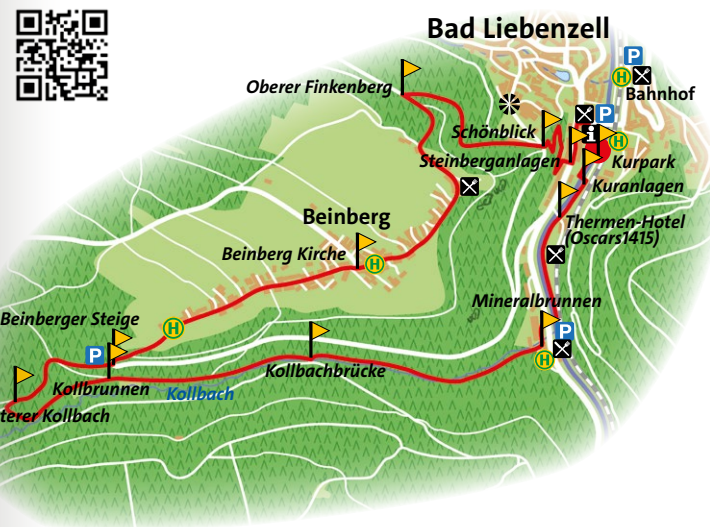 Bad Liebenzell
P
H
Bahnhof
Oberer Finkenberg
P
i
H
Schönblick
Steinberganlagen
Kurpark
Kuranlagen
Beinberg
Thermen-Hotel
(Oscars1415)
Beinberg Kirche
H
Mineralbrunnen
Beinberger Steige
H
P
P
H
Kollbachbrücke
Kollbrunnen
Kollbach
terer Kollbach